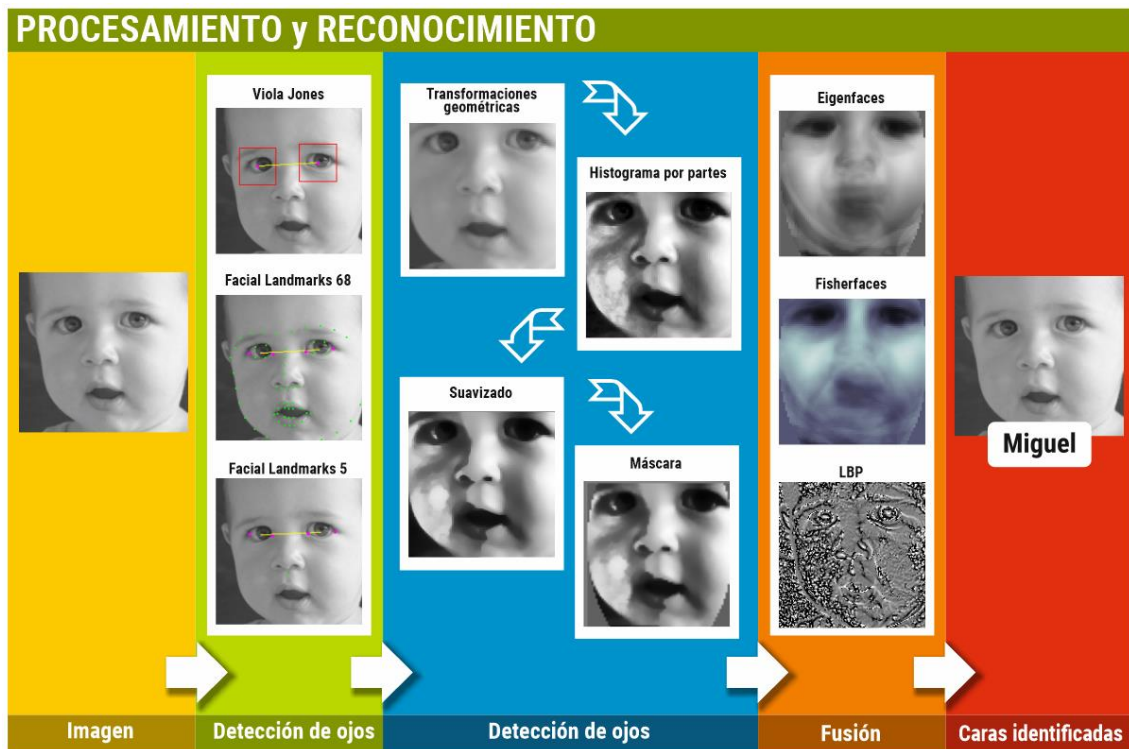 PROCESAMIENTO y RECONOCIMIENTO
Viola Jones
Facial Landmarks 68
Facial Landmarks 5
Transformaciones
geométricas
Histograma por partes
Suavizado
Máscara
Eigenfaces
Fisherfaces
LBP
Miguel
Imagen
Detección de ojos
Detección de ojos
Fusión
Caras identificadas